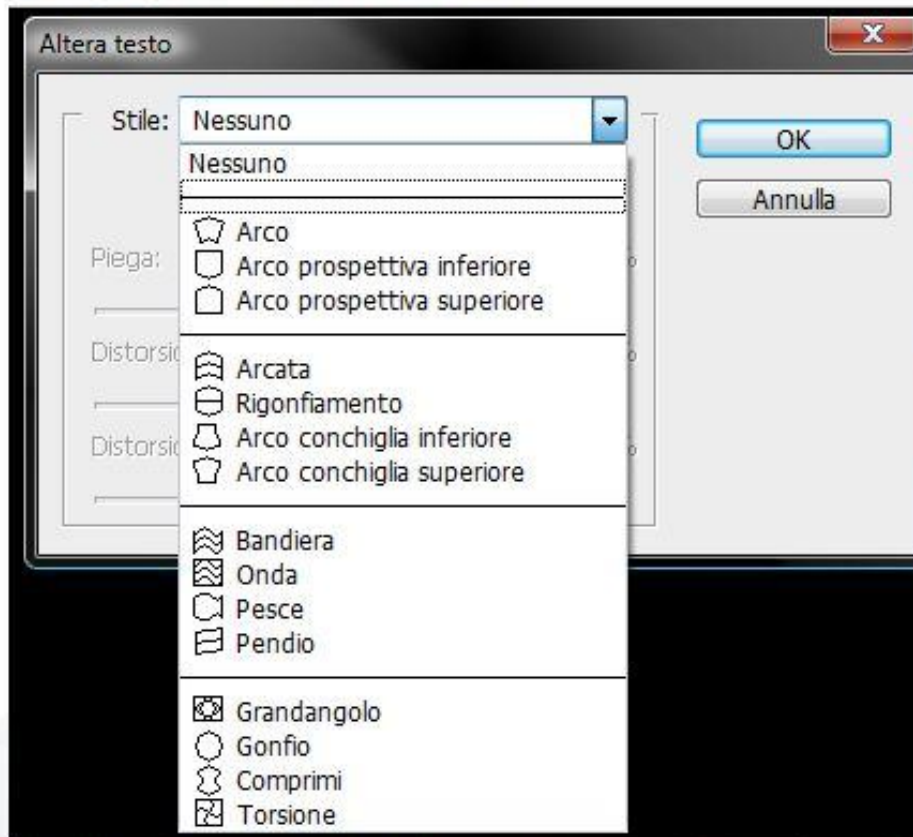 Altera testo
Stile: Nessuno
OK
Nessuno
Annulla
Arco
Piega:
Arco prospettiva inferiore
Arco prospettiva superiore
Arcata
Rigonfiamento
Arco conchiglia inferiore
Arco conchiglia superiore
Bandiera
Onda
Pesce
Pendio
Grandangolo
Gonfio
Comprimi
Torsione